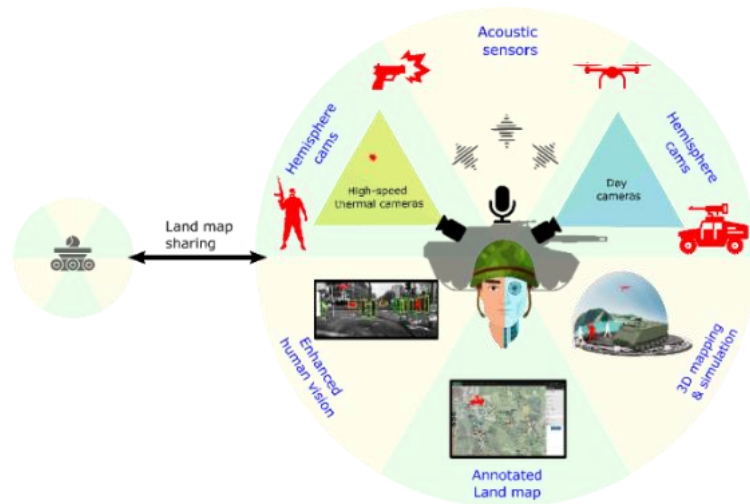 Acoustic
sensors
Hemisphere
cams
Hemisphere
cams
High-speed
thermal cameras
Day
cameras
Land map
sharing
Enhanced
human vision
3D mapping
& simulation
Annotated
Land map